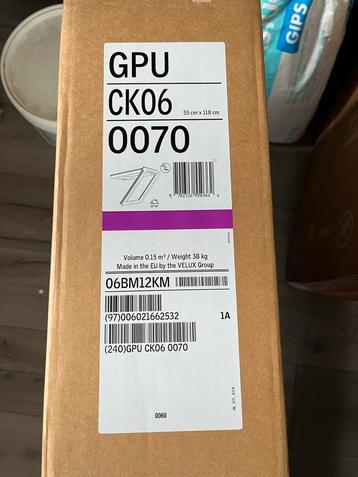 GIPS
GPU
CK06
55 cm x 118 cm
0070
Volume 0.15 m³ / Weight 38 kg
Made in the EU by the VELUX Group
06BM12KM
(97)006021662532
1A
(240)GPU CK06 0070
0060
W_GT_A14